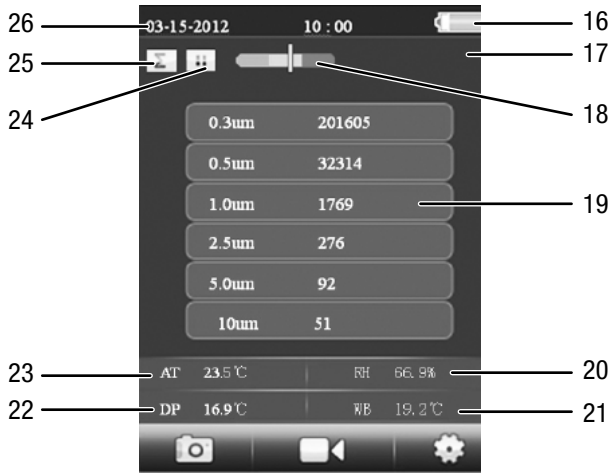 26 03-15-2012 10:00 16
25 Σ 17
24 18
0.3um 201605
0.5um 32314
1.0um 1769 19
2.5um 276
5.0um 92
10um 51
23 AT 23.5℃ RH 66.9% 20
22 DP 16.9℃ WB 19.2℃ 21